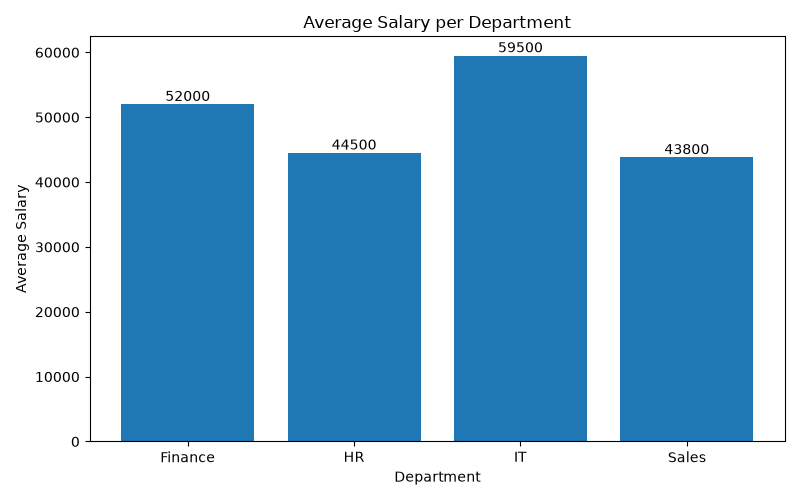 Average Salary per Department
59500
60000
52000
50000
44500
43800
40000
30000
20000
10000
0
Average Salary
Finance
HR
IT
Sales
Department